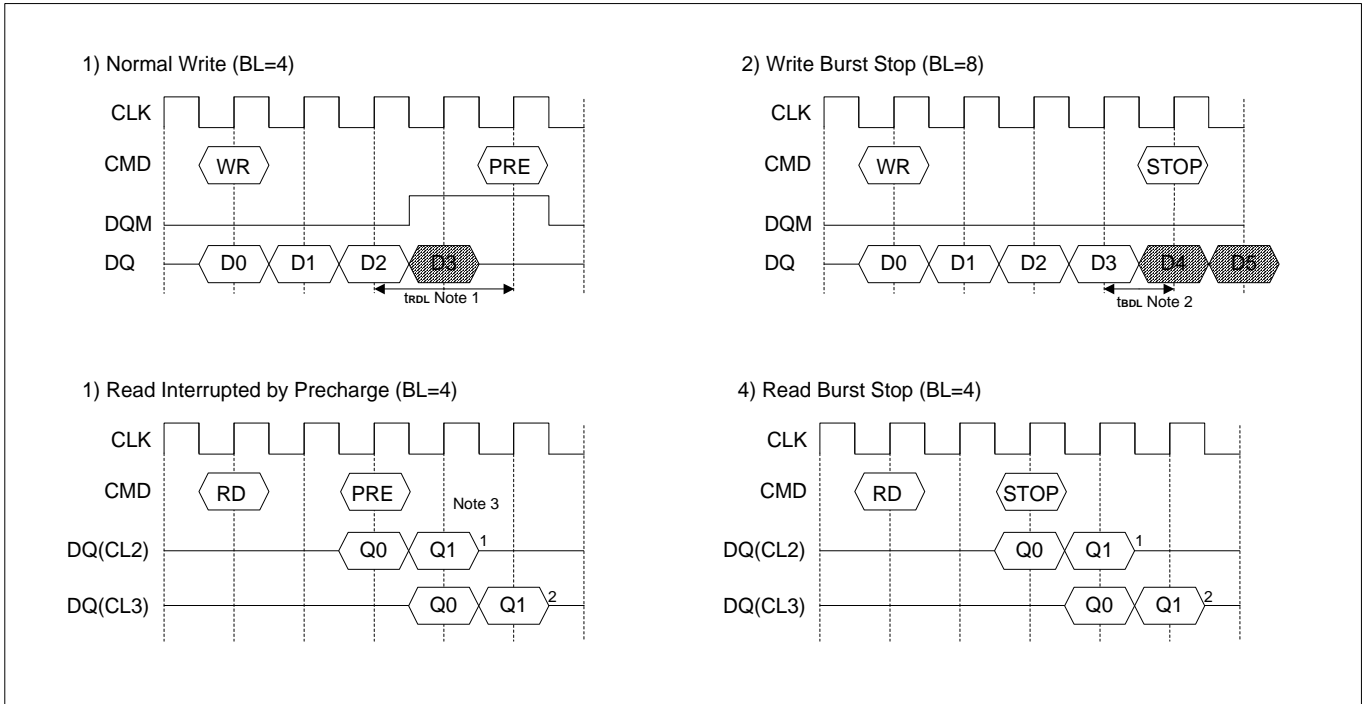 1) Normal Write (BL=4)
CLK
CMD WR PRE
DQM
DQ D0 D1 D2 D3
tRDL Note 1
2) Write Burst Stop (BL=8)
CLK
CMD WR STOP
DQM
DQ D0 D1 D2 D3 D4 D5
tBDL Note 2
1) Read Interrupted by Precharge (BL=4)
CLK
CMD RD PRE
Note 3
DQ(CL2) Q0 Q1 1
DQ(CL3) Q0 Q1 2
4) Read Burst Stop (BL=4)
CLK
CMD RD STOP
DQ(CL2) Q0 Q1 1
DQ(CL3) Q0 Q1 2